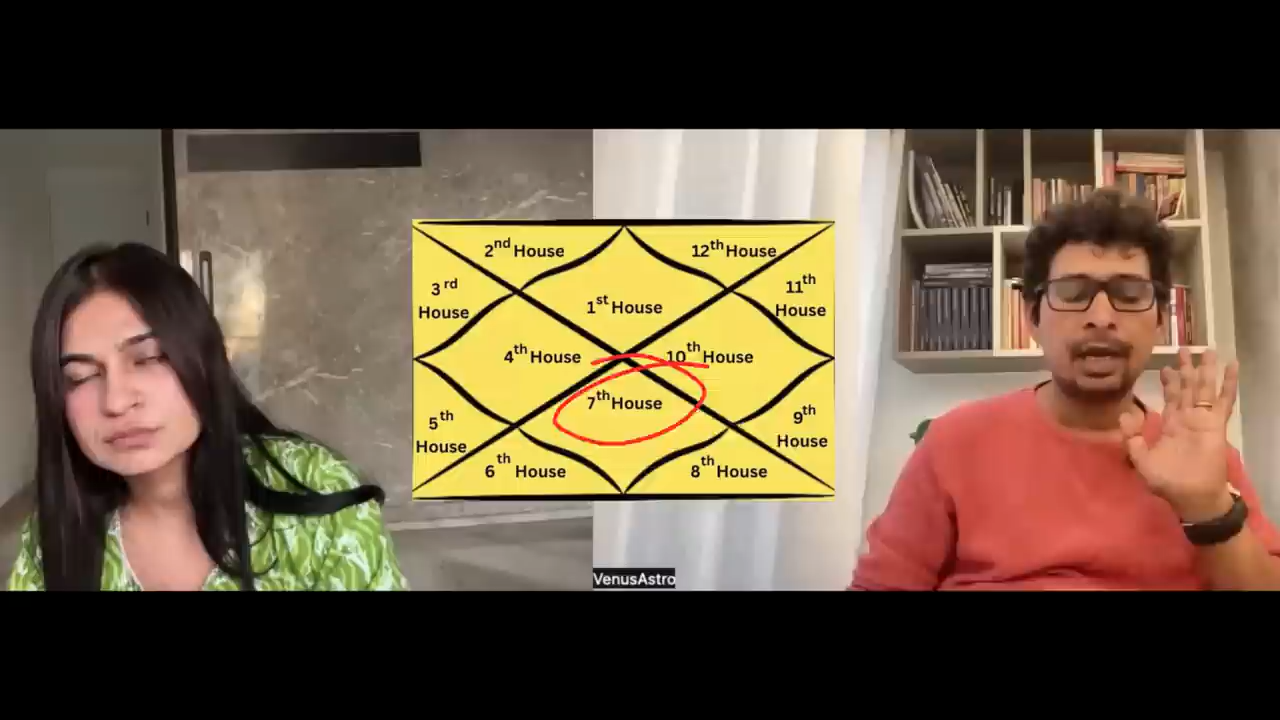 2nd House
12th House
3rd
House
11th
House
1st House
4th House
10th House
7th House
5th
House
9th
House
6th House
8th House
VenusAstro